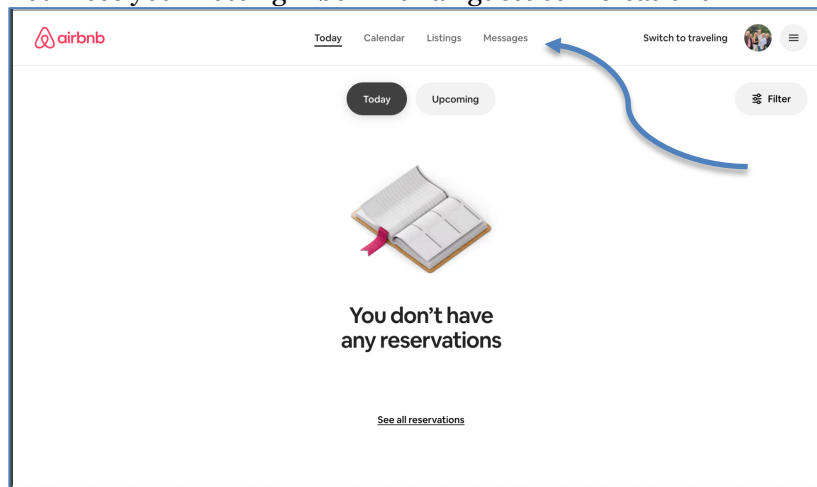 airbnb
Today Calendar Listings Messages Switch to traveling
Today Upcoming Filter
You don't have
any reservations
See all reservations